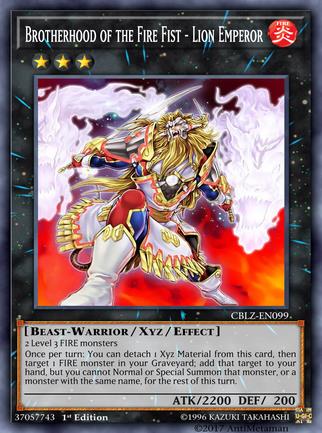 Brotherhood of the Fire Fist - Lion Emperor
FIRE
炎
CBLZ-EN099
[Beast-Warrior / Xyz / Effect]
2 Level 3 FIRE monsters
Once per turn: You can detach 1 Xyz Material from this card, then
target 1 FIRE monster in your Graveyard; add that target to your
hand, but you cannot Normal or Special Summon that monster, or a
monster with the same name, for the rest of this turn.
ATK/2200 DEF/ 200
37057743 1st Edition ©1996 KAZUKI TAKAHASHI
©2017 AntiMetaman